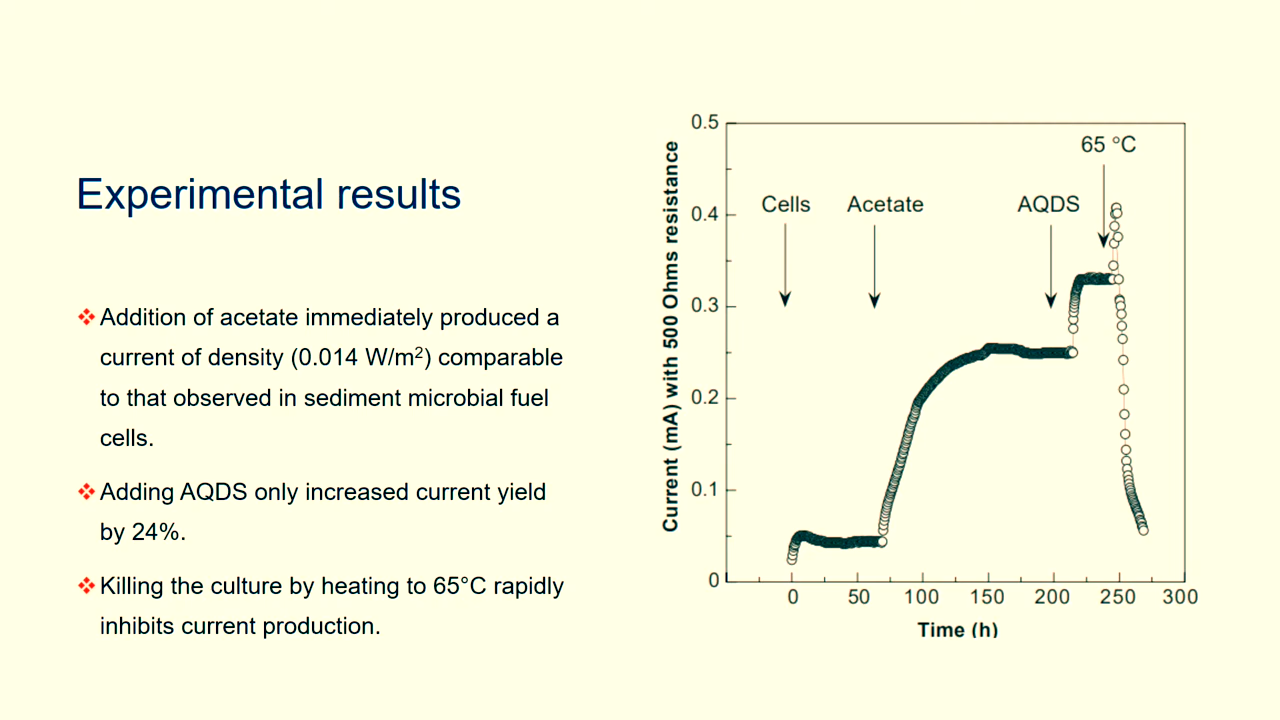 Experimental results
Addition of acetate immediately produced a
current of density (0.014 W/m²) comparable
to that observed in sediment microbial fuel
cells.
Adding AQDS only increased current yield
by 24%.
Killing the culture by heating to 65°C rapidly
inhibits current production.
Current (mA) with 500 Ohms resistance
0.5
0.4
0.3
0.2
0.1
0
65 °C
Cells Acetate AQDS
0 50 100 150 200 250 300
Time (h)